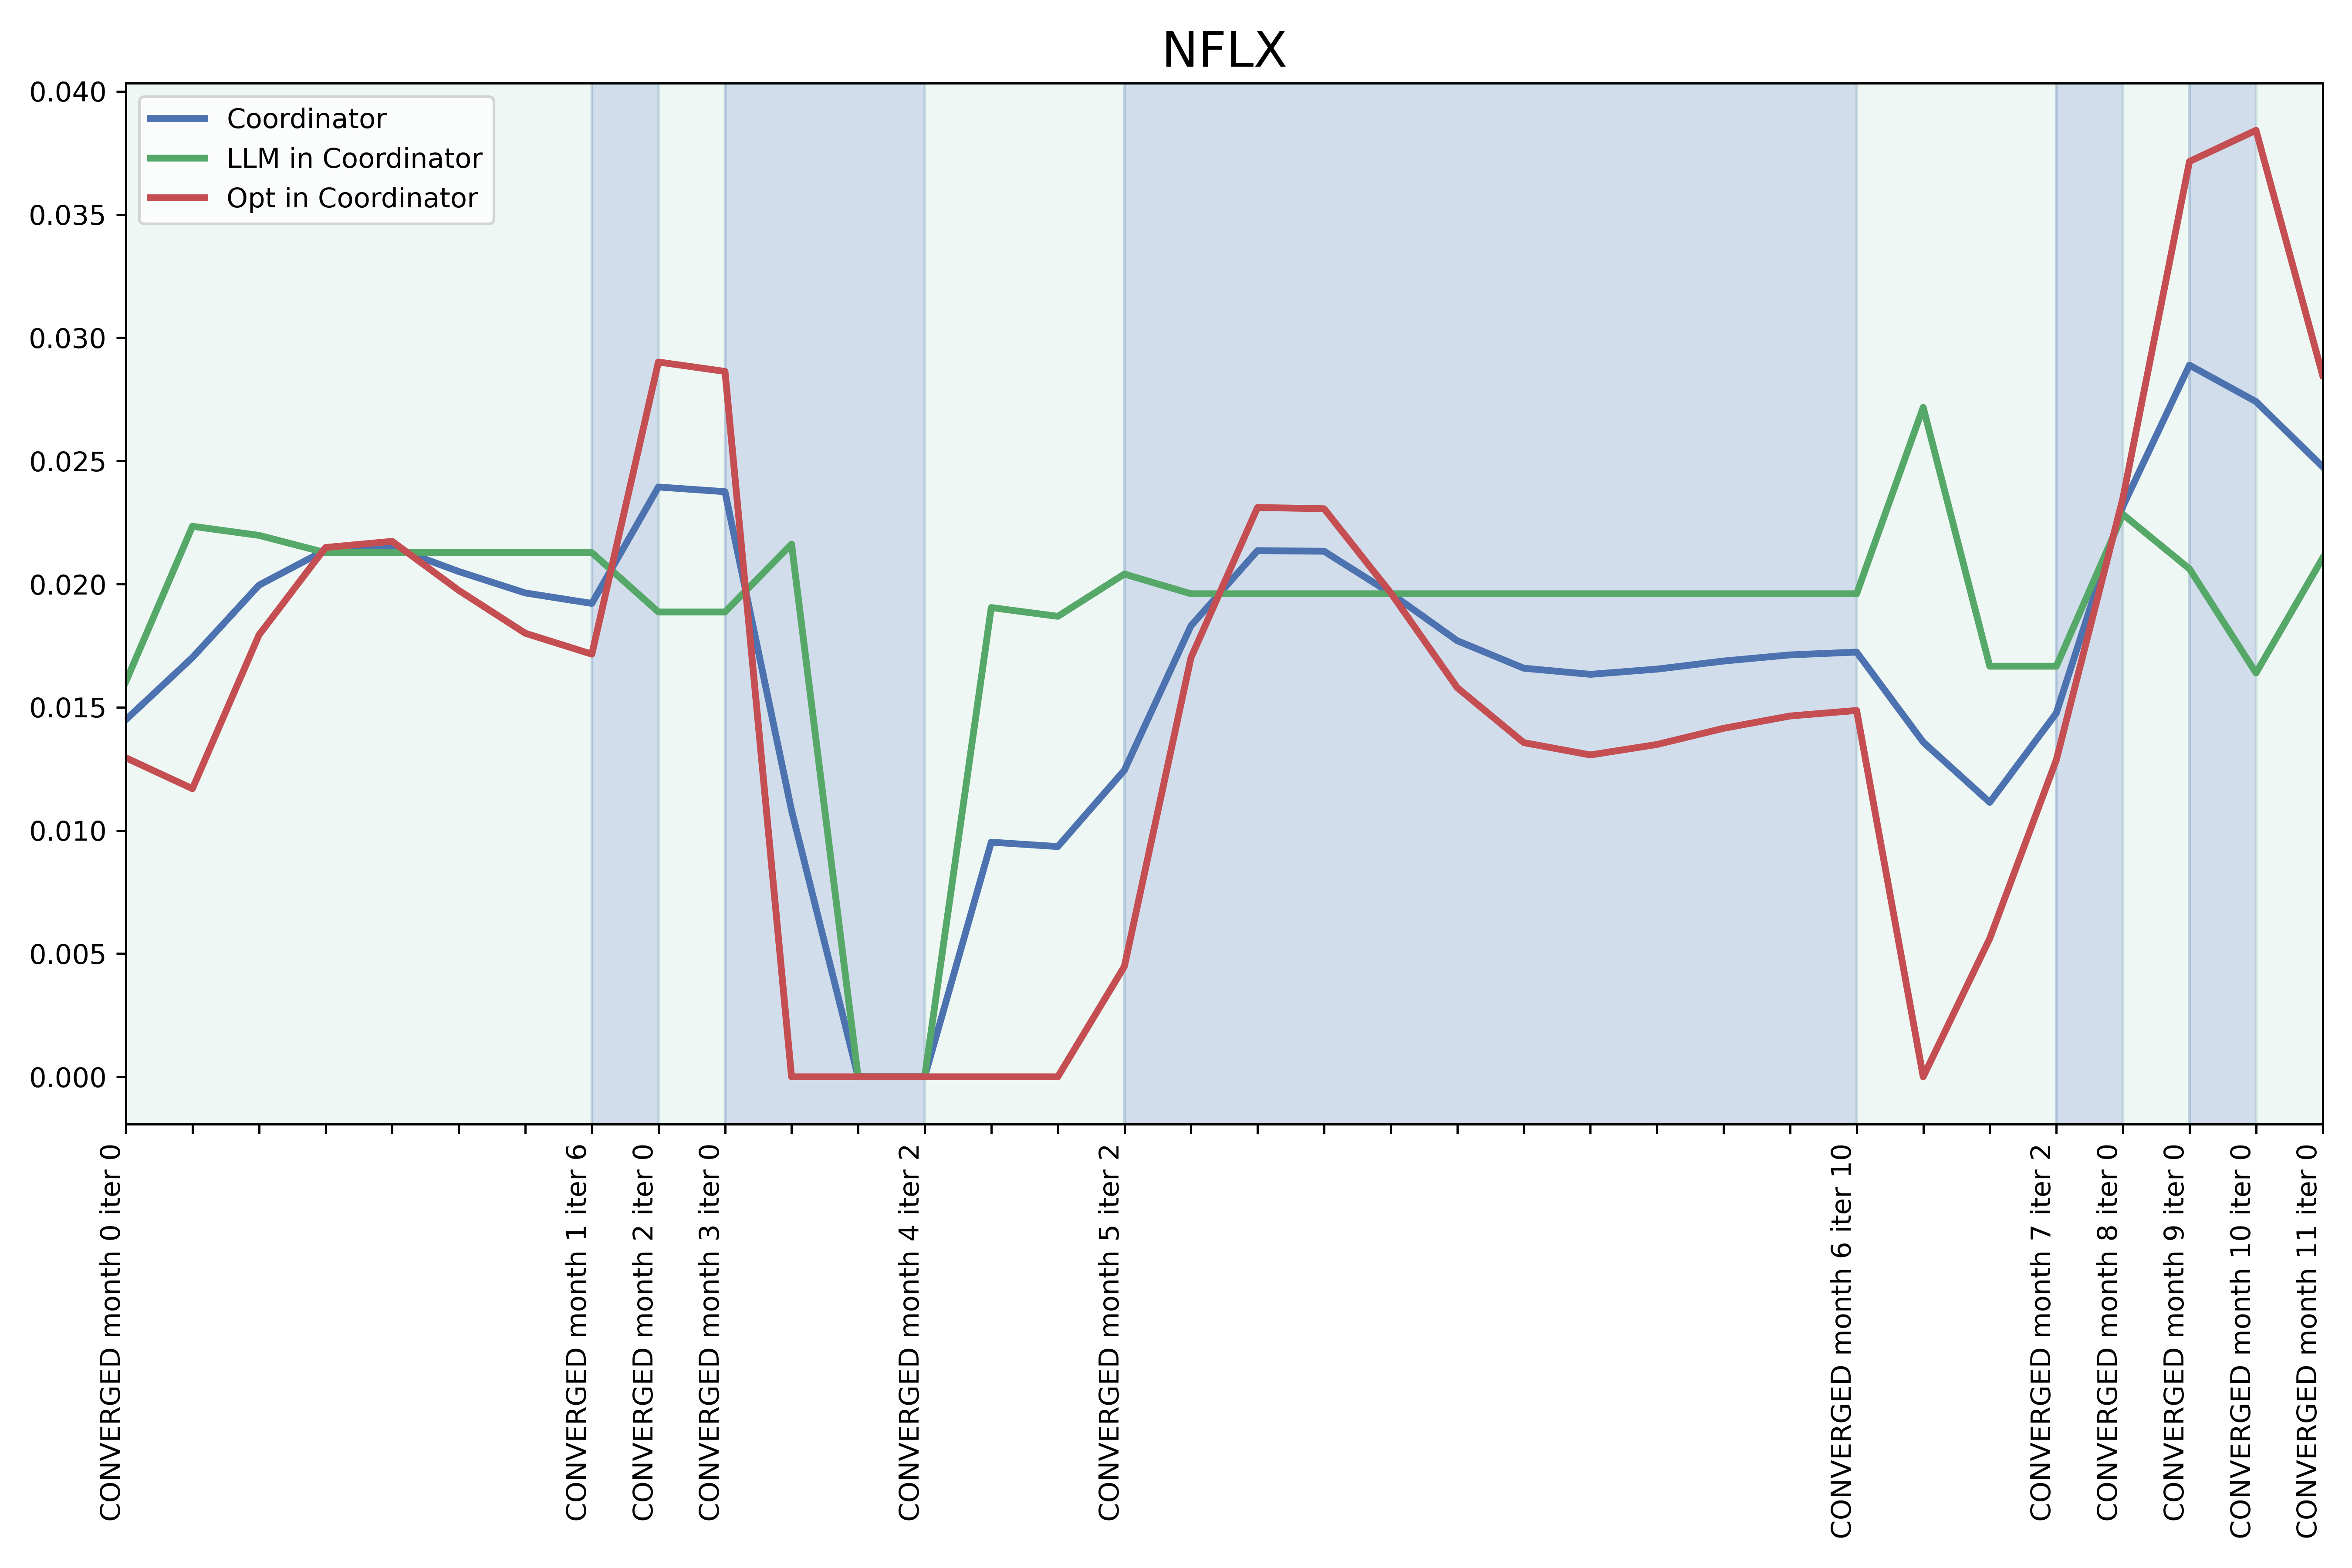 NFLX
0.040
0.035
0.030
0.025
0.020
0.015
0.010
0.005
0.000
Coordinator
LLM in Coordinator
Opt in Coordinator
CONVERGED month 0 iter 0
CONVERGED month 1 iter 6
CONVERGED month 2 iter 0
CONVERGED month 3 iter 0
CONVERGED month 4 iter 2
CONVERGED month 5 iter 2
CONVERGED month 6 iter 10
CONVERGED month 7 iter 2
CONVERGED month 8 iter 0
CONVERGED month 9 iter 0
CONVERGED month 10 iter 0
CONVERGED month 11 iter 0